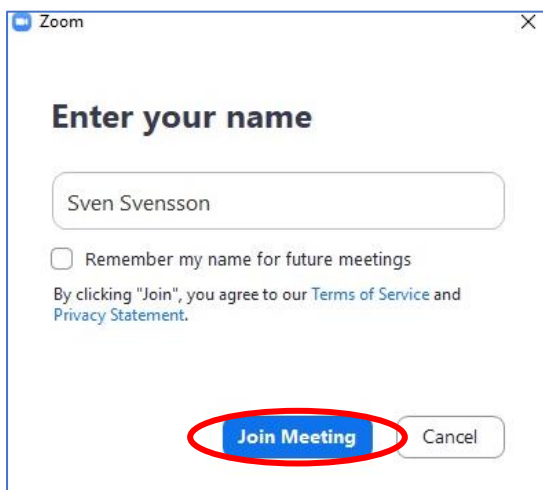 Zoom
Enter your name
Sven Svensson
Remember my name for future meetings
By clicking "Join", you agree to our Terms of Service and
Privacy Statement.
Join Meeting Cancel